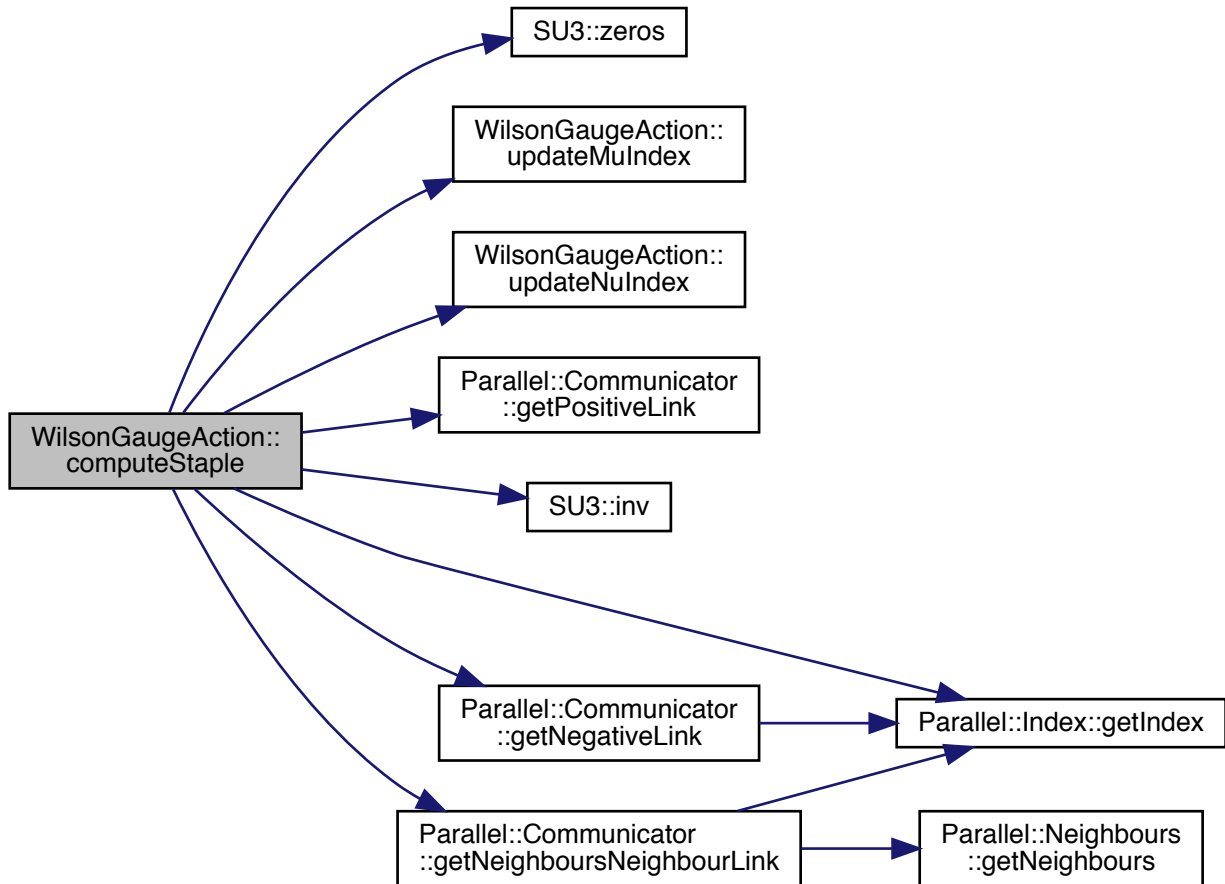 SU3::zeros
WilsonGaugeAction::
updateMuIndex
WilsonGaugeAction::
updateNuIndex
Parallel::Communicator
::getPositiveLink
WilsonGaugeAction::
computeStaple
SU3::inv
Parallel::Communicator
::getNegativeLink
Parallel::Index::getIndex
Parallel::Communicator
::getNeighboursNeighbourLink
Parallel::Neighbours
::getNeighbours